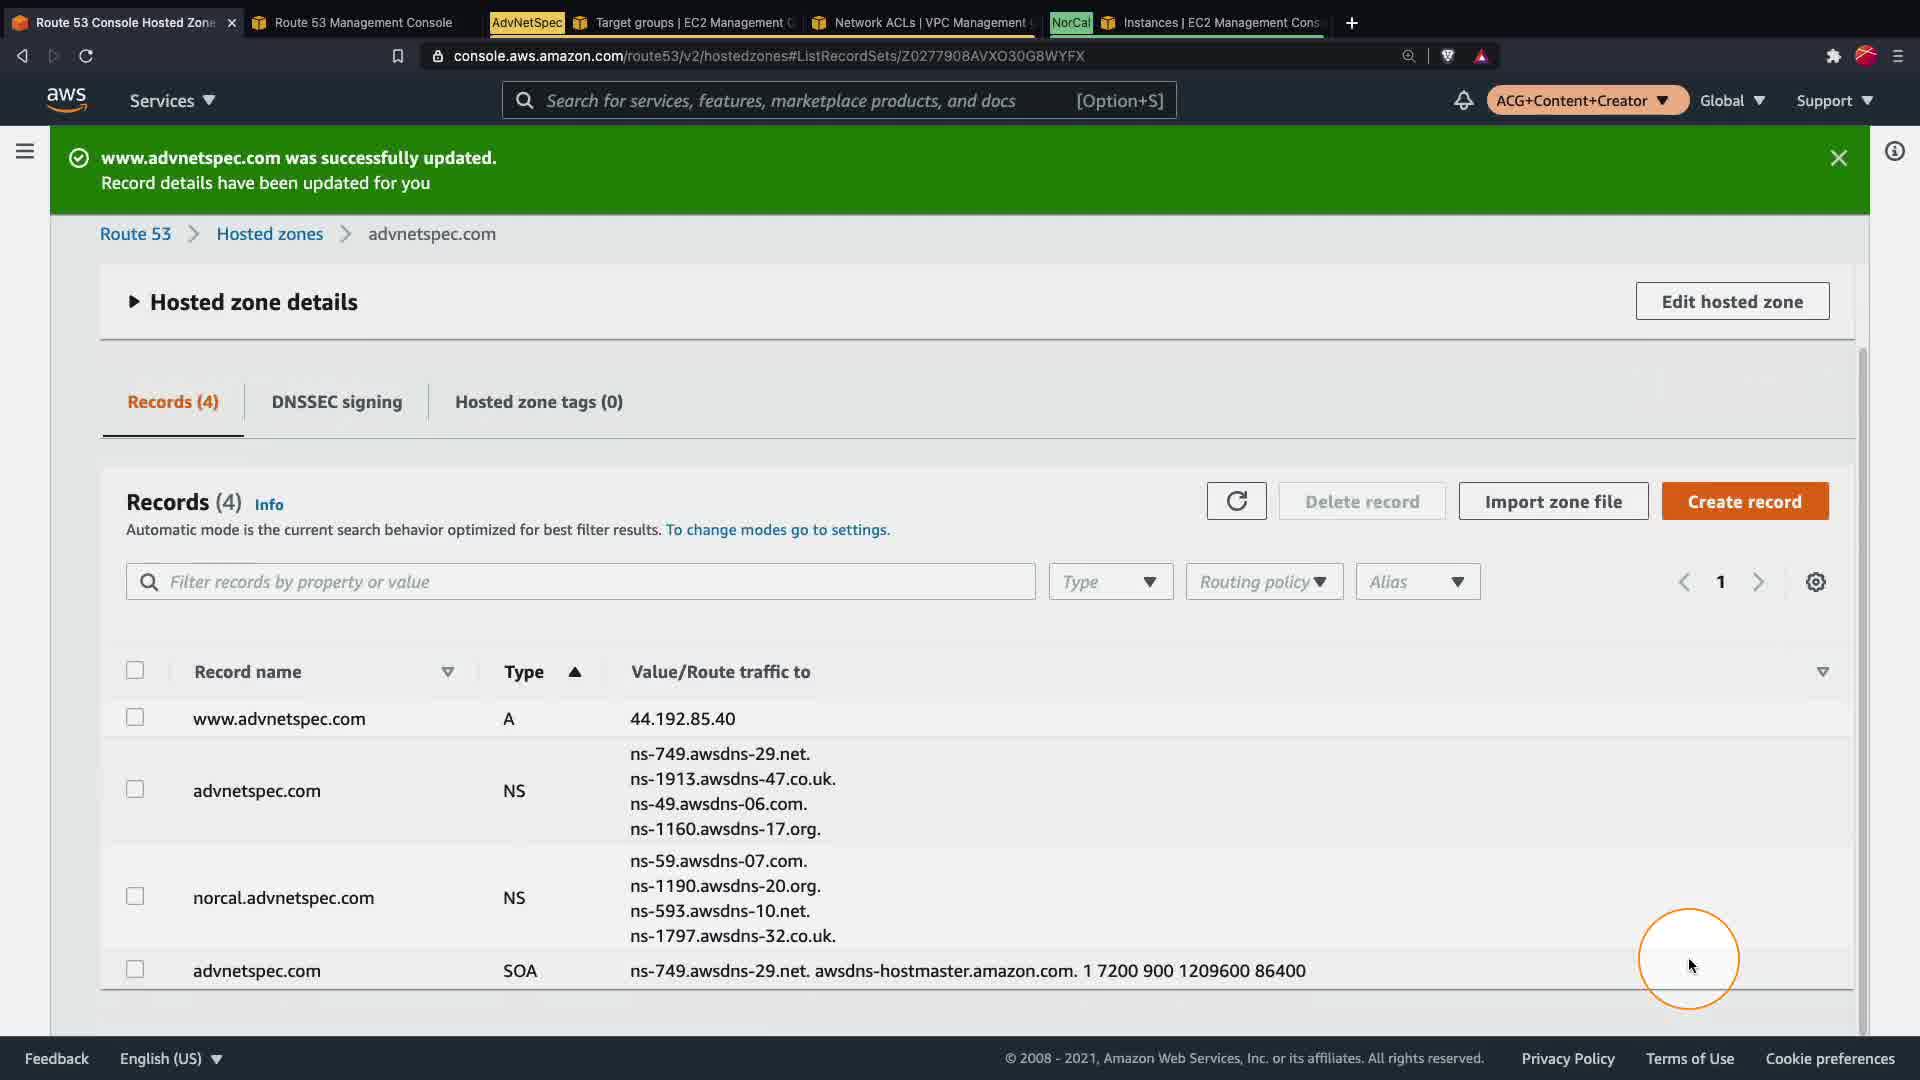 Route 53 Console Hosted Zone
Route 53 Management Console
AdvNetSpec
Target groups | EC2 Management C
Network ACLs | VPC Management
NorCal
Instances | EC2 Management Cons
console.aws.amazon.com/route53/v2/hostedzones#ListRecordSets/Z0277908AVXO30G8WYFX
aws
Services
Search for services, features, marketplace products, and docs
[Option+S]
ACG+Content+Creator
Global
Support
www.advnetspec.com was successfully updated.
Record details have been updated for you
Route 53
Hosted zones
advnetspec.com
Hosted zone details
Edit hosted zone
Records (4)
DNSSEC signing
Hosted zone tags (0)
Records (4) Info
Delete record
Import zone file
Create record
Automatic mode is the current search behavior optimized for best filter results. To change modes go to settings.
Filter records by property or value
Type
Routing policy
Alias
1
Record name
Type
Value/Route traffic to
www.advnetspec.com
A
44.192.85.40
advnetspec.com
NS
ns-749.awsdns-29.net.
ns-1913.awsdns-47.co.uk.
ns-49.awsdns-06.com.
ns-1160.awsdns-17.org.
norcal.advnetspec.com
NS
ns-59.awsdns-07.com.
ns-1190.awsdns-20.org.
ns-593.awsdns-10.net.
ns-1797.awsdns-32.co.uk.
advnetspec.com
SOA
ns-749.awsdns-29.net. awsdns-hostmaster.amazon.com. 1 7200 900 1209600 86400
Feedback
English (US)
© 2008 - 2021, Amazon Web Services, Inc. or its affiliates. All rights reserved.
Privacy Policy
Terms of Use
Cookie preferences